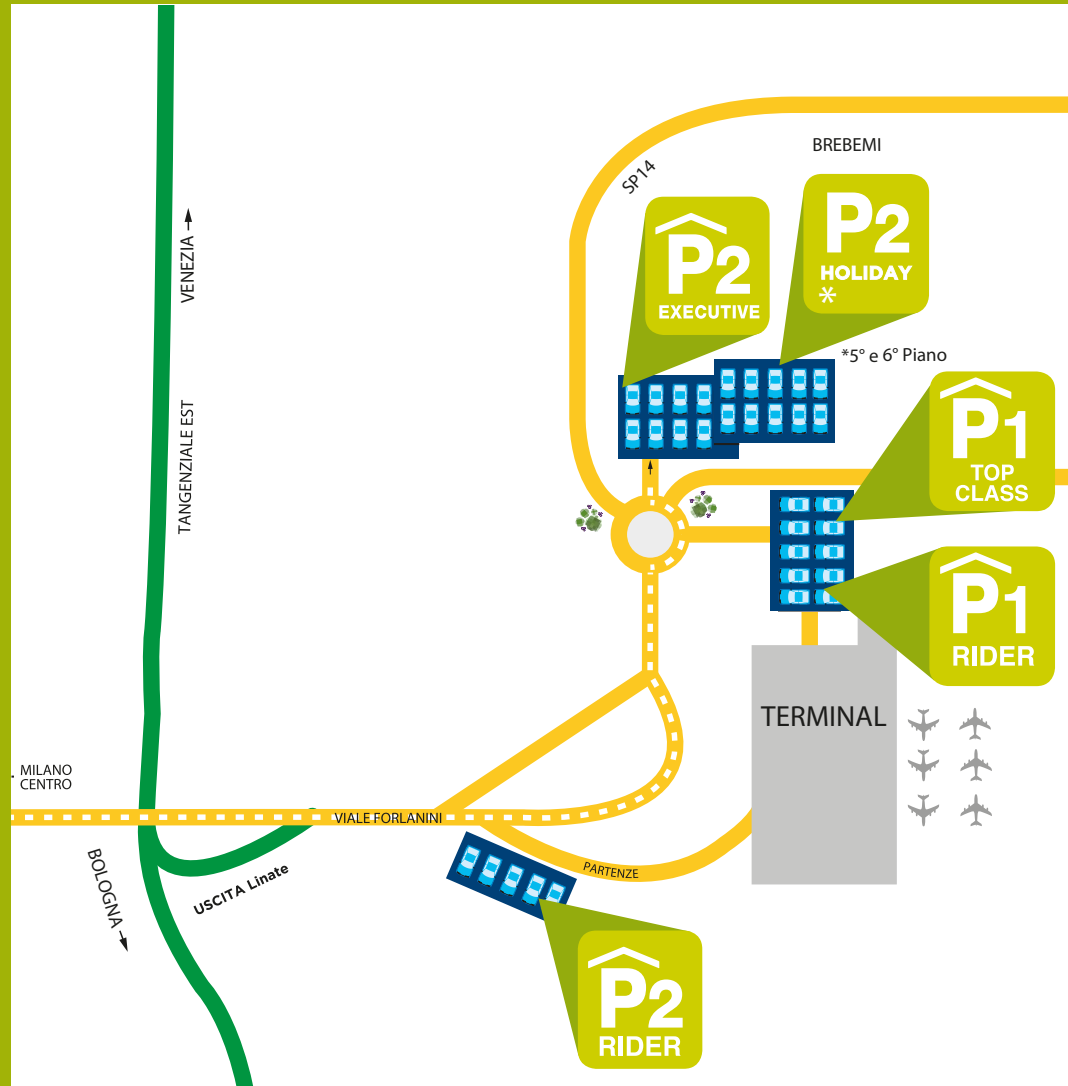 BREBEMI
SP14
P2
EXECUTIVE
P2
HOLIDAY
*
*5° e 6° Piano
VENEZIA
TANGENZIALE EST
P1
TOP
CLASS
P1
RIDER
TERMINAL
MILANO
CENTRO
VIALE FORLANINI
PARTENZE
BOLOGNA
USCITA Linate
P2
RIDER